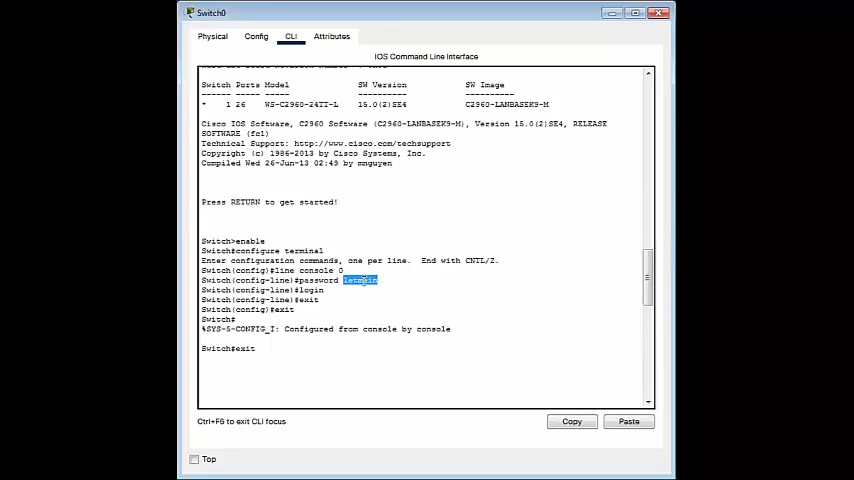 Switch0
Physical Config CLI Attributes
IOS Command Line Interface
Switch Ports Model SW Version SW Image
------ ----- ----- ---------- ----------
* 1 26 WS-C2960-24TT-L 15.0(2)SE4 C2960-LANBASEK9-M
Cisco IOS Software, C2960 Software (C2960-LANBASEK9-M), Version 15.0(2)SE4, RELEASE
SOFTWARE (fc1)
Technical Support: http://www.cisco.com/techsupport
Copyright (c) 1986-2013 by Cisco Systems, Inc.
Compiled Wed 26-Jun-13 02:49 by mnguyen
Press RETURN to get started!
Switch>enable
Switch#configure terminal
Enter configuration commands, one per line. End with CNTL/Z.
Switch(config)#line console 0
Switch(config-line)#password letmein
Switch(config-line)#login
Switch(config-line)#exit
Switch(config)#exit
Switch#
%SYS-5-CONFIG_I: Configured from console by console
Switch#exit
Ctrl+F6 to exit CLI focus
Copy Paste
Top